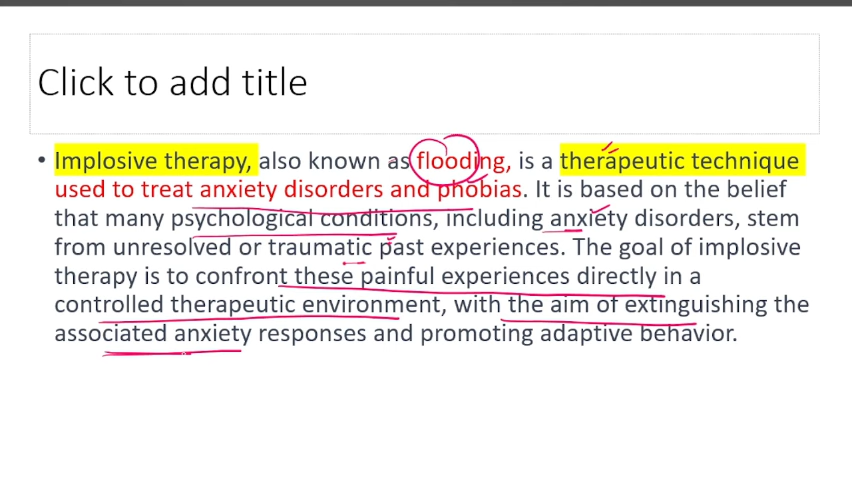 Click to add title
• Implosive therapy, also known as flooding, is a therapeutic technique
used to treat anxiety disorders and phobias. It is based on the belief
that many psychological conditions, including anxiety disorders, stem
from unresolved or traumatic past experiences. The goal of implosive
therapy is to confront these painful experiences directly in a
controlled therapeutic environment, with the aim of extinguishing the
associated anxiety responses and promoting adaptive behavior.